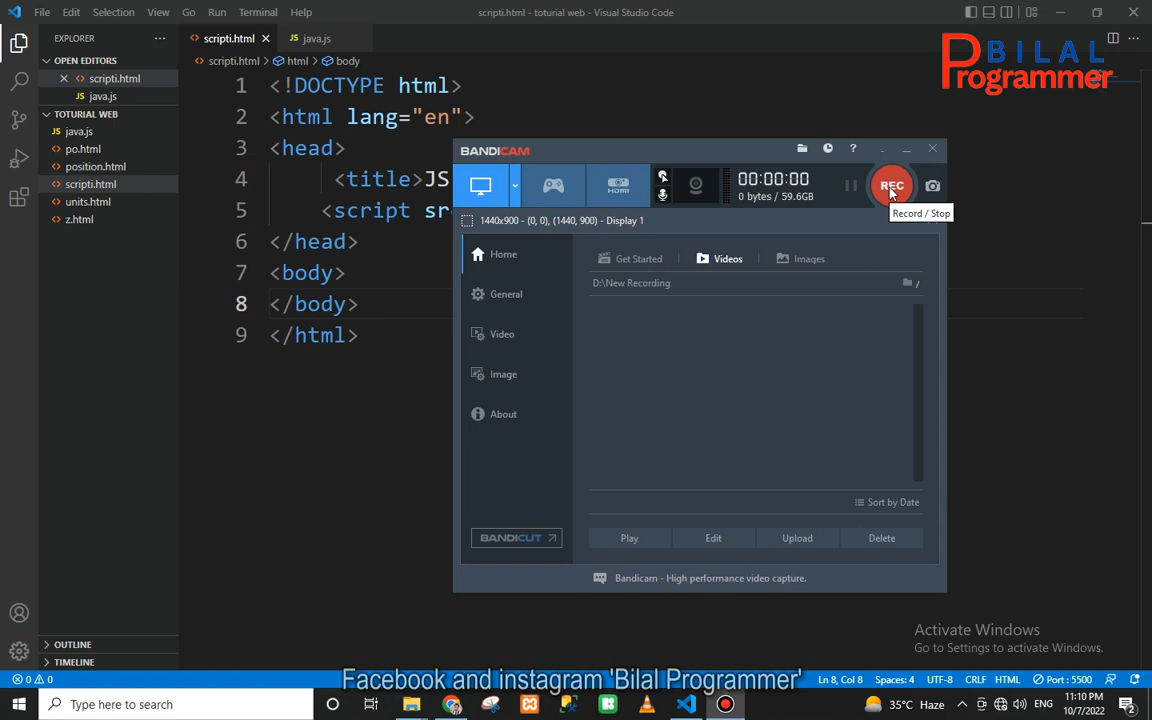 File Edit Selection View Go Run Terminal Help
scripti.html - toturial web - Visual Studio Code
EXPLORER
OPEN EDITORS
scripti.html
java.js
TOTURIAL WEB
java.js
po.html
position.html
scripti.html
units.html
z.html
OUTLINE
TIMELINE
scripti.html java.js
scripti.html > html > body
1 <!DOCTYPE html>
2 <html lang="en">
3 <head>
4 <title>JS
5 <script sr
6 </head>
7 <body>
8 </body>
9 </html>
BILAL
Programmer
BANDICAM
HDMI
00:00:00
0 bytes / 59.6GB
REC
Record / Stop
1440x900 - (0, 0), (1440, 900) - Display 1
Home
General
Video
Image
About
BANDICUT
Get Started Videos Images
D:\New Recording
/
Sort by Date
Play Edit Upload Delete
Bandicam - High performance video capture.
Activate Windows
Go to Settings to activate Windows.
Facebook and instagram 'Bilal Programmer'
0 0 Ln 8, Col 8 Spaces: 4 UTF-8 CRLF HTML Port : 5500
Type here to search
35°C Haze
ENG
11:10 PM
10/7/2022
2